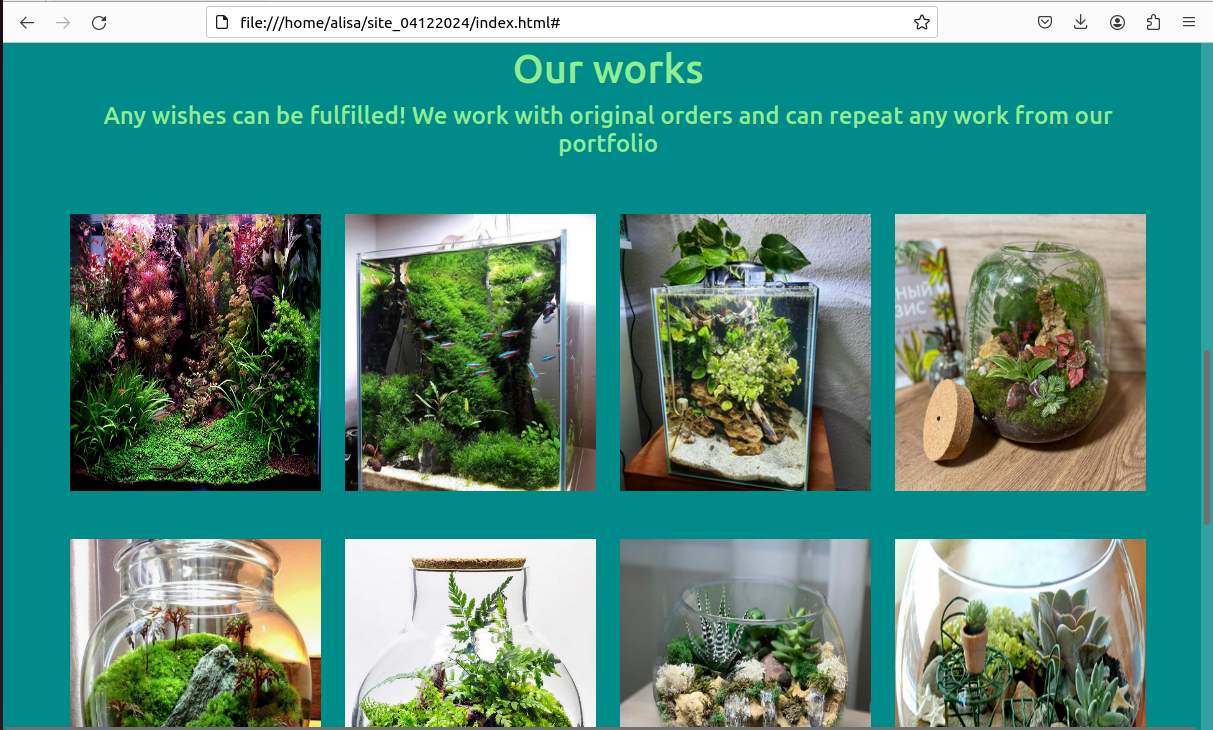 file:///home/alisa/site_04122024/index.html#
Our works
Any wishes can be fulfilled! We work with original orders and can repeat any work from our
portfolio
НЫЙ
ЗИС